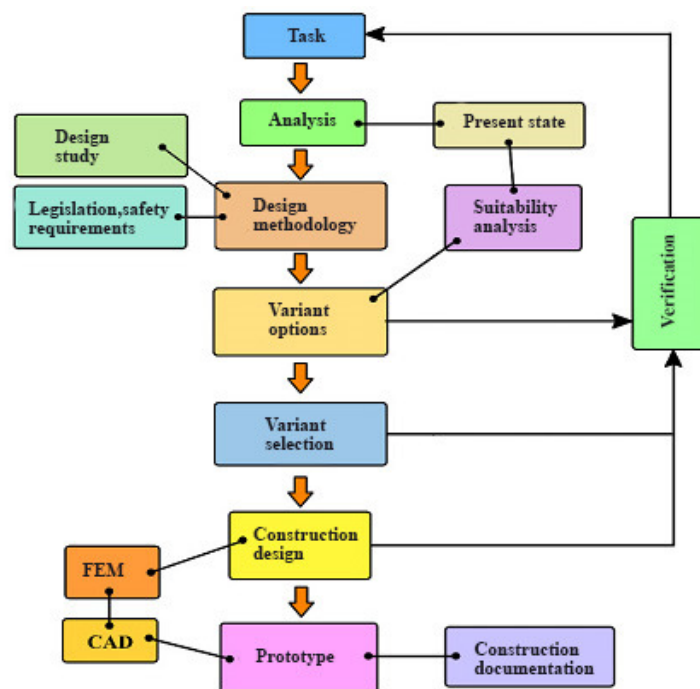 Task
Analysis
Present state
Design
study
Legislation,safety
requirements
Design
methodology
Suitability
analysis
Variant
options
Verification
Variant
selection
Construction
design
FEM
CAD
Prototype
Construction
documentation